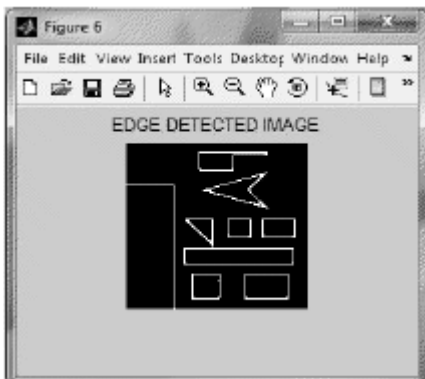 Figure 6
File Edit View Insert Tools Desktop Window Help
EDGE DETECTED IMAGE